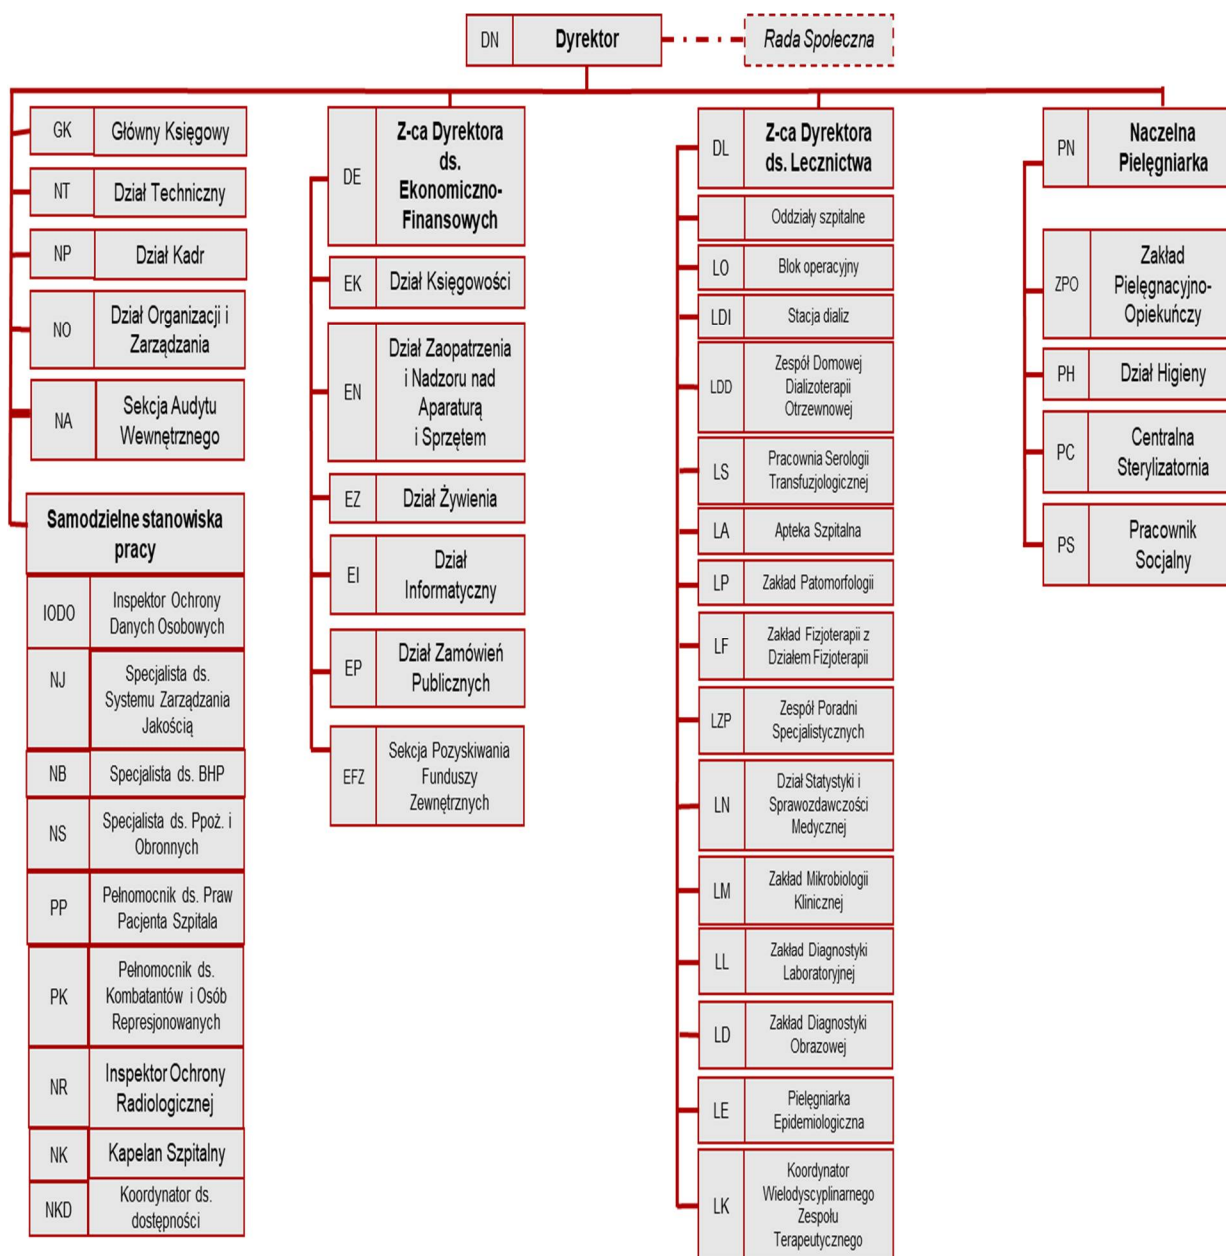 DN Dyrektor
Rada Społeczna
GK Główny Księgowy
NT Dział Techniczny
NP Dział Kadr
NO
Dział Organizacji i
Zarządzania
NA
Sekcja Audytu
Wewnętrznego
Samodzielne stanowiska
pracy
IODO
Inspektor Ochrony
Danych Osobowych
NJ
Specjalista ds.
Systemu Zarządzania
Jakością
NB Specjalista ds. BHP
NS
Specjalista ds. Ppoż. i
Obronnych
PP
Pełnomocnik ds. Praw
Pacjenta Szpitala
PK
Pełnomocnik ds.
Kombatantów i Osób
Represjonowanych
NR
Inspektor Ochrony
Radiologicznej
NK Kapelan Szpitalny
NKD
Koordynator ds.
dostępności
DE
Z-ca Dyrektora
ds.
Ekonomiczno-
Finansowych
EK Dział Księgowości
EN
Dział Zaopatrzenia
i Nadzoru nad
Aparaturą
i Sprzętem
EZ Dział Żywienia
EI
Dział
Informatyczny
EP
Dział Zamówień
Publicznych
EFZ
Sekcja Pozyskiwania
Funduszy
Zewnętrznych
DL
Z-ca Dyrektora
ds. Lecznictwa
Oddziały szpitalne
LO Blok operacyjny
LDI Stacja dializ
LDD
Zespół Domowej
Dializoterapii
Otrzewnowej
LS
Pracownia Serologii
Transfuzjologicznej
LA Apteka Szpitalna
LP Zakład Patomorfologii
LF
Zakład Fizjoterapii z
Działem Fizjoterapii
LZP
Zespół Poradni
Specjalistycznych
LN
Dział Statystyki i
Sprawozdawczości
Medycznej
LM
Zakład Mikrobiologii
Klinicznej
LL
Zakład Diagnostyki
Laboratoryjnej
LD
Zakład Diagnostyki
Obrazowej
LE
Pielęgniarka
Epidemiologiczna
LK
Koordynator
Wielodyscyplinarnego
Zespołu
Terapeutycznego
PN
Naczelna
Pielęgniarka
ZPO
Zakład
Pielęgnacyjno-
Opiekuńczy
PH Dział Higieny
PC
Centralna
Sterylizatornia
PS
Pracownik
Socjalny